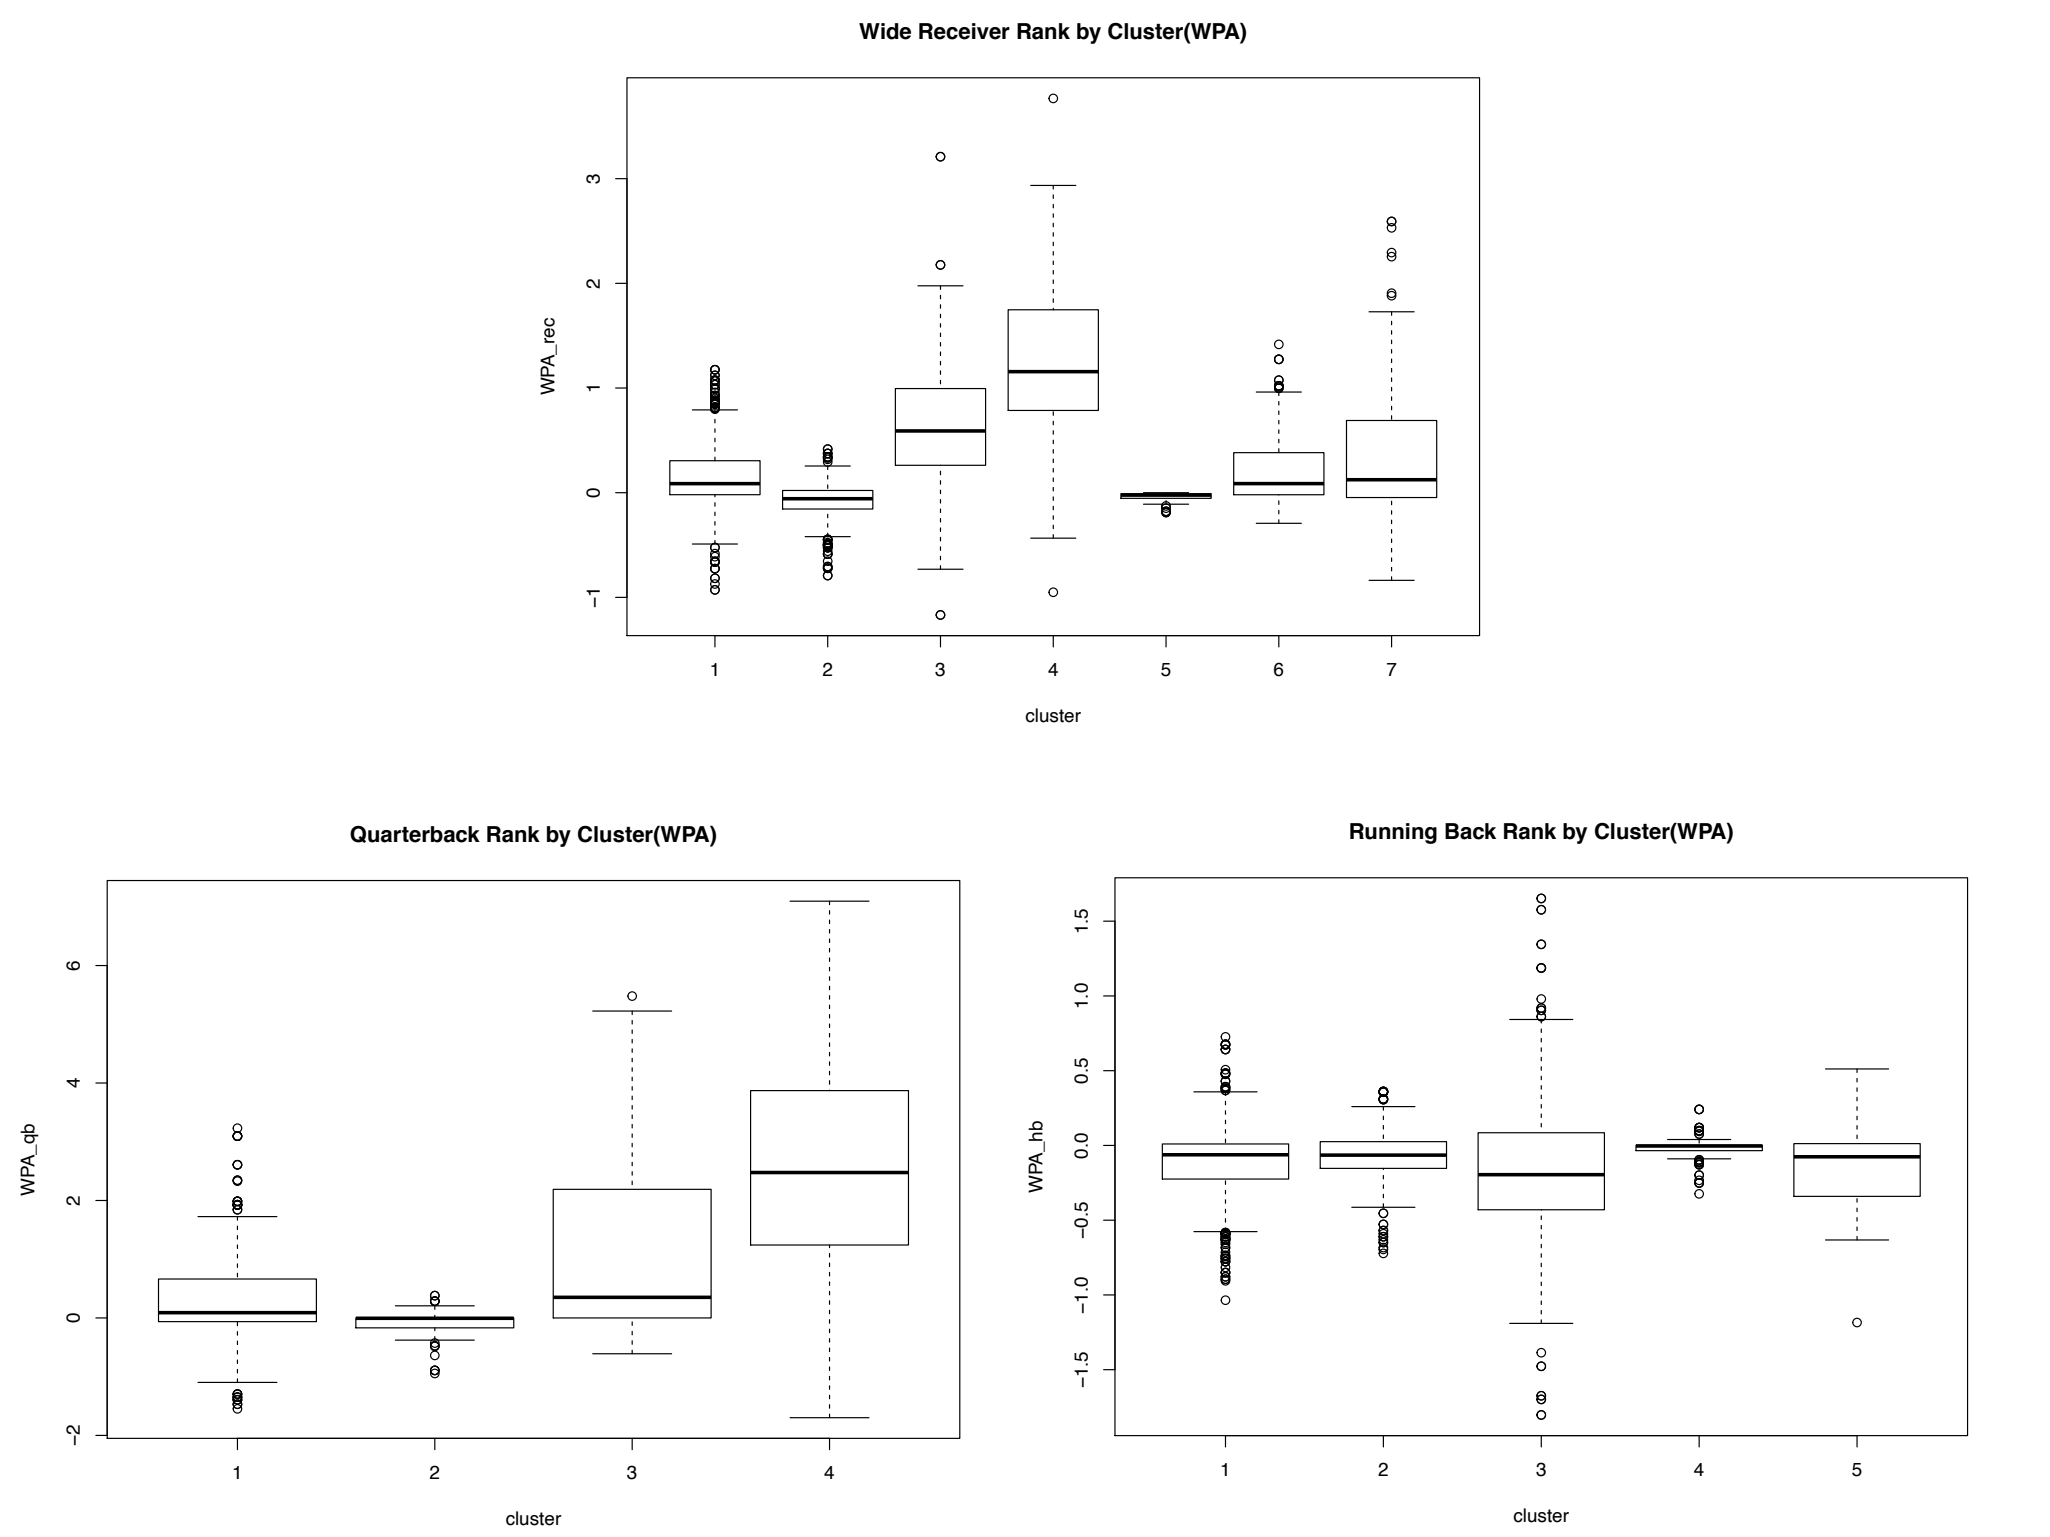 Wide Receiver Rank by Cluster(WPA)
WPA_rec
3
2
1
0
−1
1 2 3 4 5 6 7
cluster
Quarterback Rank by Cluster(WPA)
WPA_qb
6
4
2
0
−2
1 2 3 4
cluster
Running Back Rank by Cluster(WPA)
WPA_hb
1.5
1.0
0.5
0.0
−0.5
−1.0
−1.5
1 2 3 4 5
cluster